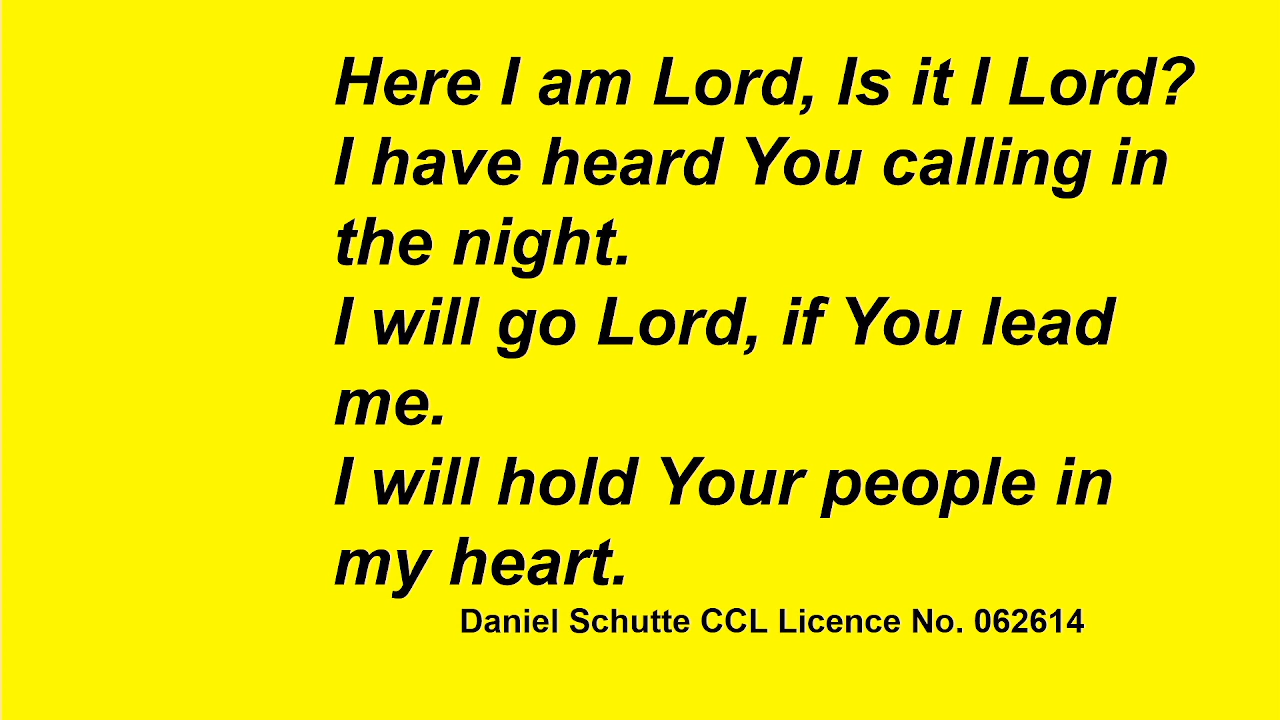 Here I am Lord, Is it I Lord?
I have heard You calling in
the night.
I will go Lord, if You lead
me.
I will hold Your people in
my heart.
Daniel Schutte CCL Licence No. 062614